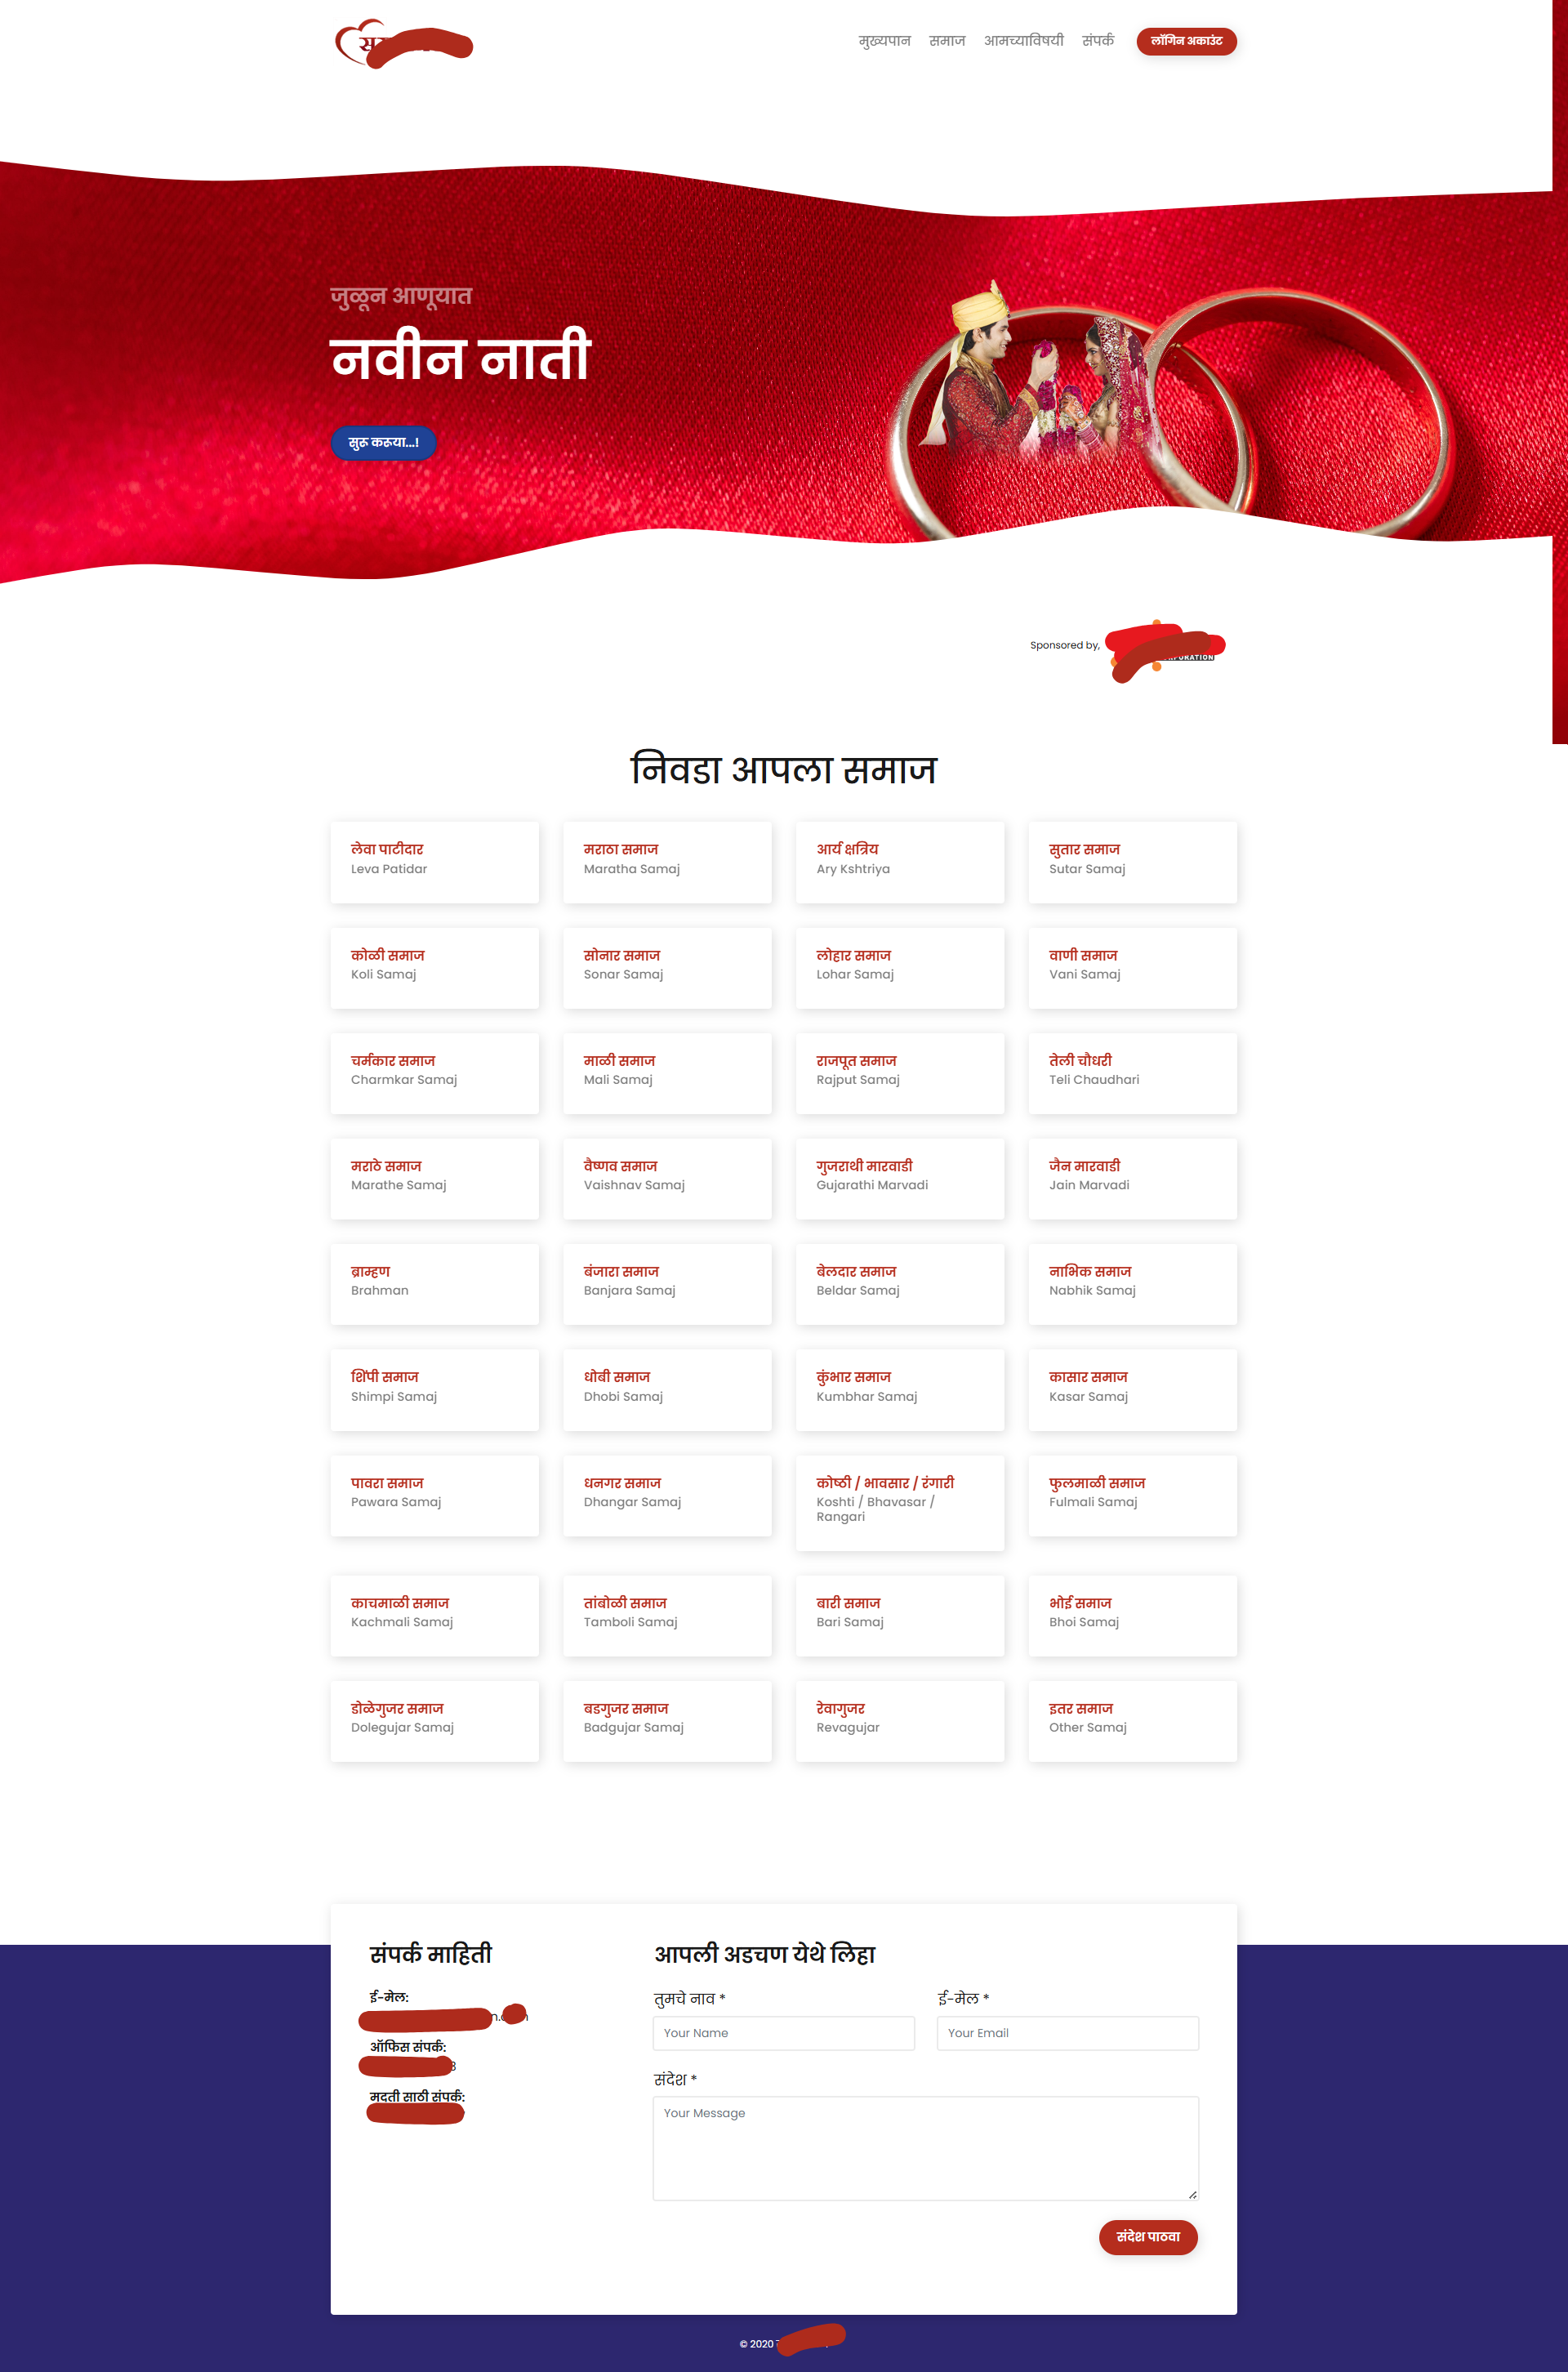 मुख्यपान
समाज
आमच्याविषयी
संपर्क
लॉगिन अकाउंट
जुळून आणूयात
नवीन नाती
सुरू करूया...!
Sponsored by,
निवडा आपला समाज
लेवा पाटीदार
Leva Patidar
मराठा समाज
Maratha Samaj
आर्य क्षत्रिय
Ary Kshtriya
सुतार समाज
Sutar Samaj
कोळी समाज
Koli Samaj
सोनार समाज
Sonar Samaj
लोहार समाज
Lohar Samaj
वाणी समाज
Vani Samaj
चर्मकार समाज
Charmkar Samaj
माळी समाज
Mali Samaj
राजपूत समाज
Rajput Samaj
तेली चौधरी
Teli Chaudhari
मराठे समाज
Marathe Samaj
वैष्णव समाज
Vaishnav Samaj
गुजराथी मारवाडी
Gujarathi Marvadi
जैन मारवाडी
Jain Marvadi
ब्राम्हण
Brahman
बंजारा समाज
Banjara Samaj
बेलदार समाज
Beldar Samaj
नाभिक समाज
Nabhik Samaj
शिंपी समाज
Shimpi Samaj
धोबी समाज
Dhobi Samaj
कुंभार समाज
Kumbhar Samaj
कासार समाज
Kasar Samaj
पावरा समाज
Pawara Samaj
धनगर समाज
Dhangar Samaj
कोष्ठी / भावसार / रंगारी
Koshti / Bhavasar /
Rangari
फुलमाळी समाज
Fulmali Samaj
काचमाळी समाज
Kachmali Samaj
तांबोळी समाज
Tamboli Samaj
बारी समाज
Bari Samaj
भोई समाज
Bhoi Samaj
डोळेगुजर समाज
Dolegujar Samaj
बडगुजर समाज
Badgujar Samaj
रेवागुजर
Revagujar
इतर समाज
Other Samaj
संपर्क माहिती
ई-मेल:
ऑफिस संपर्क:
मदती साठी संपर्क:
आपली अडचण येथे लिहा
तुमचे नाव *
Your Name
ई-मेल *
Your Email
संदेश *
Your Message
संदेश पाठवा
© 2020